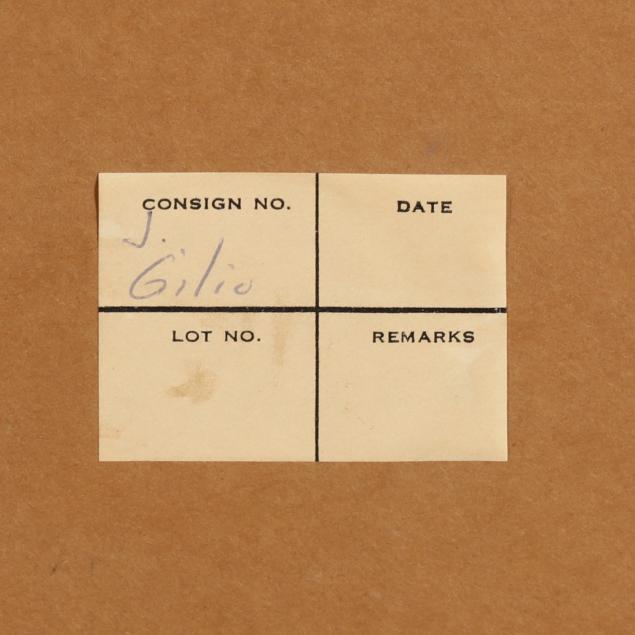 CONSIGN NO. DATE
J.
Gilio
LOT NO. REMARKS